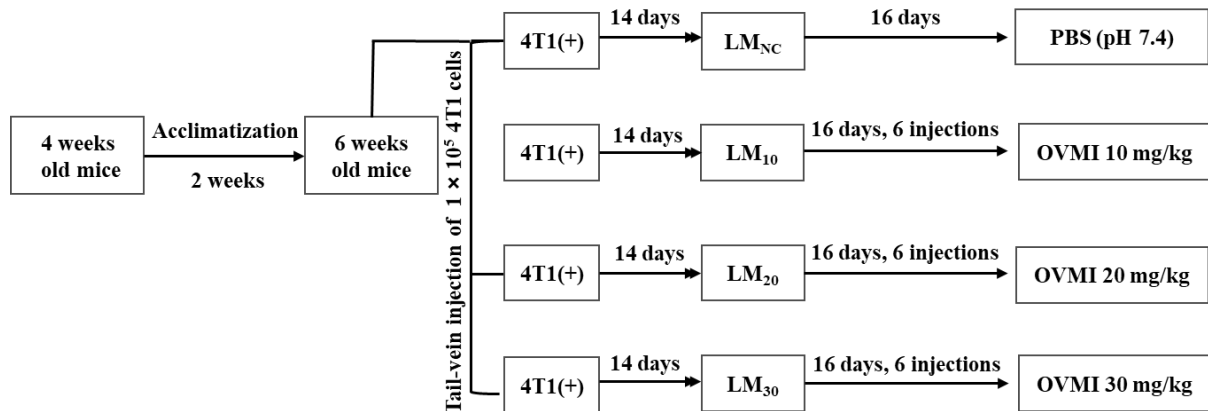 4 weeks
old mice
Acclimatization
2 weeks
6 weeks
old mice
Tail-vein injection of 1 × 10⁵ 4T1 cells
4T1(+)
14 days
LM_NC
16 days
PBS (pH 7.4)
4T1(+)
14 days
LM₁₀
16 days, 6 injections
OVMI 10 mg/kg
4T1(+)
14 days
LM₂₀
16 days, 6 injections
OVMI 20 mg/kg
4T1(+)
14 days
LM₃₀
16 days, 6 injections
OVMI 30 mg/kg